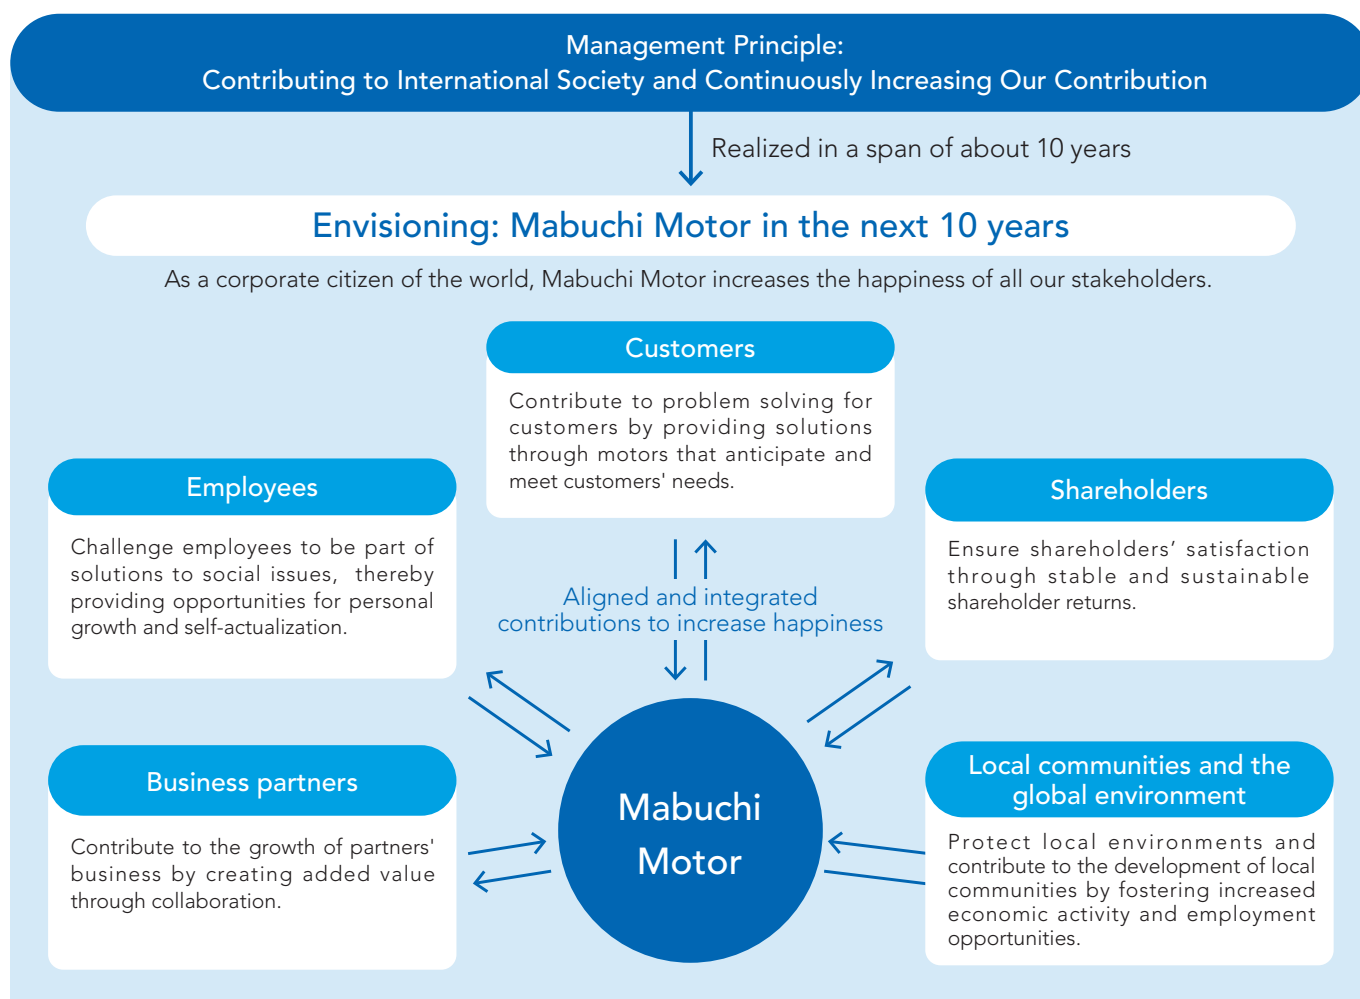 Management Principle:
Contributing to International Society and Continuously Increasing Our Contribution
Realized in a span of about 10 years
Envisioning: Mabuchi Motor in the next 10 years
As a corporate citizen of the world, Mabuchi Motor increases the happiness of all our stakeholders.
Customers
Contribute to problem solving for
customers by providing solutions
through motors that anticipate and
meet customers' needs.
Employees
Challenge employees to be part of
solutions to social issues, thereby
providing opportunities for personal
growth and self-actualization.
Shareholders
Ensure shareholders’ satisfaction
through stable and sustainable
shareholder returns.
Aligned and integrated
contributions to increase happiness
Business partners
Contribute to the growth of partners'
business by creating added value
through collaboration.
Mabuchi
Motor
Local communities and the
global environment
Protect local environments and
contribute to the development of local
communities by fostering increased
economic activity and employment
opportunities.